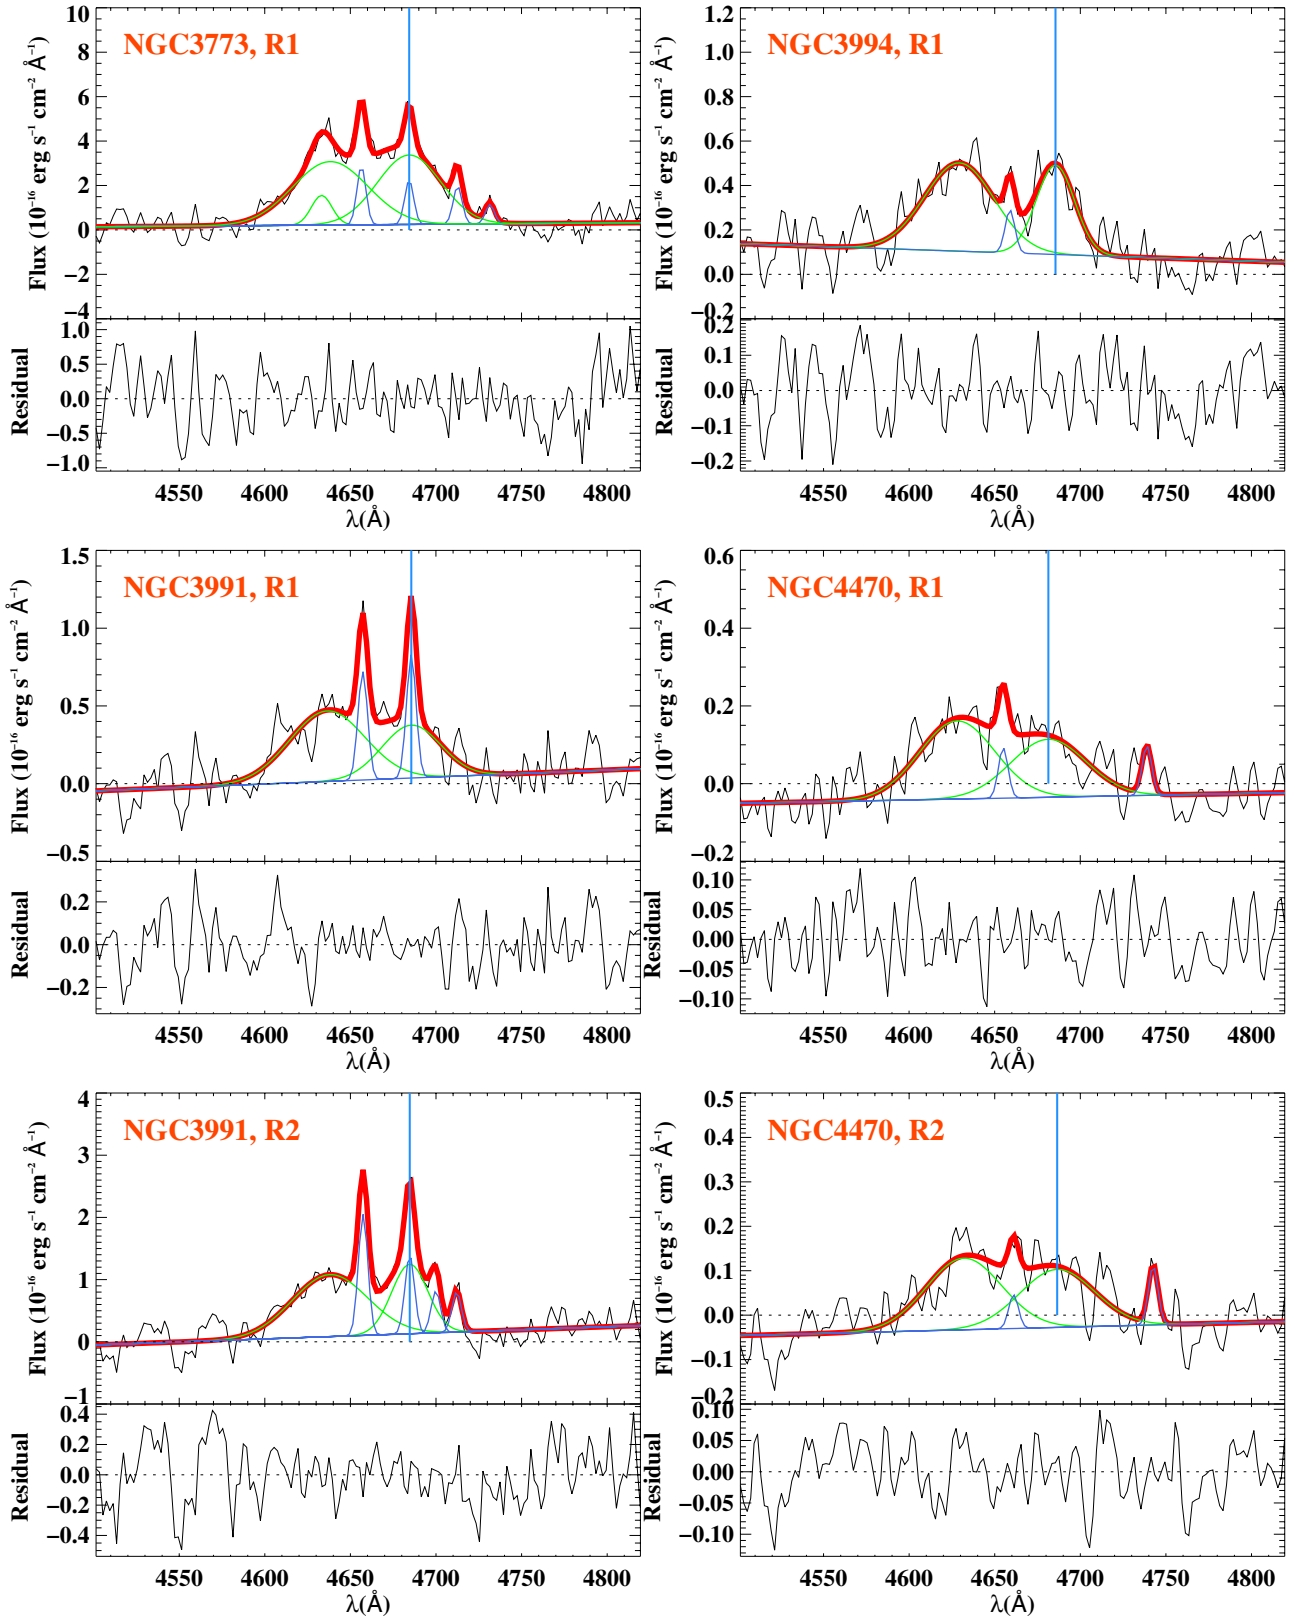 NGC3773, R1
Flux (10⁻¹⁶ erg s⁻¹ cm⁻² Å⁻¹)
10
8
6
4
2
0
−2
−4
Residual
1.0
0.5
0.0
−0.5
−1.0
4550 4600 4650 4700 4750 4800
λ(Å)
NGC3994, R1
Flux (10⁻¹⁶ erg s⁻¹ cm⁻² Å⁻¹)
1.2
1.0
0.8
0.6
0.4
0.2
0.0
−0.2
Residual
0.2
0.1
0.0
−0.1
−0.2
4550 4600 4650 4700 4750 4800
λ(Å)
NGC3991, R1
Flux (10⁻¹⁶ erg s⁻¹ cm⁻² Å⁻¹)
1.5
1.0
0.5
0.0
−0.5
Residual
0.2
0.0
−0.2
4550 4600 4650 4700 4750 4800
λ(Å)
NGC4470, R1
Flux (10⁻¹⁶ erg s⁻¹ cm⁻² Å⁻¹)
0.6
0.4
0.2
0.0
−0.2
Residual
0.10
0.05
0.00
−0.05
−0.10
4550 4600 4650 4700 4750 4800
λ(Å)
NGC3991, R2
Flux (10⁻¹⁶ erg s⁻¹ cm⁻² Å⁻¹)
4
3
2
1
0
−1
Residual
0.4
0.2
0.0
−0.2
−0.4
4550 4600 4650 4700 4750 4800
λ(Å)
NGC4470, R2
Flux (10⁻¹⁶ erg s⁻¹ cm⁻² Å⁻¹)
0.5
0.4
0.3
0.2
0.1
0.0
−0.1
−0.2
Residual
0.10
0.05
0.00
−0.05
−0.10
4550 4600 4650 4700 4750 4800
λ(Å)